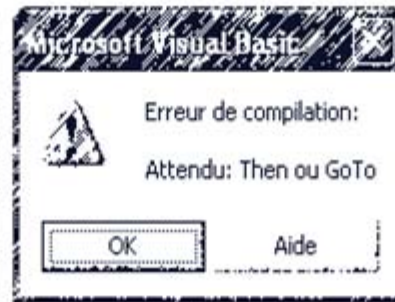 Microsoft Visual Basic
Erreur de compilation:
Attendu: Then ou GoTo
OK
Aide